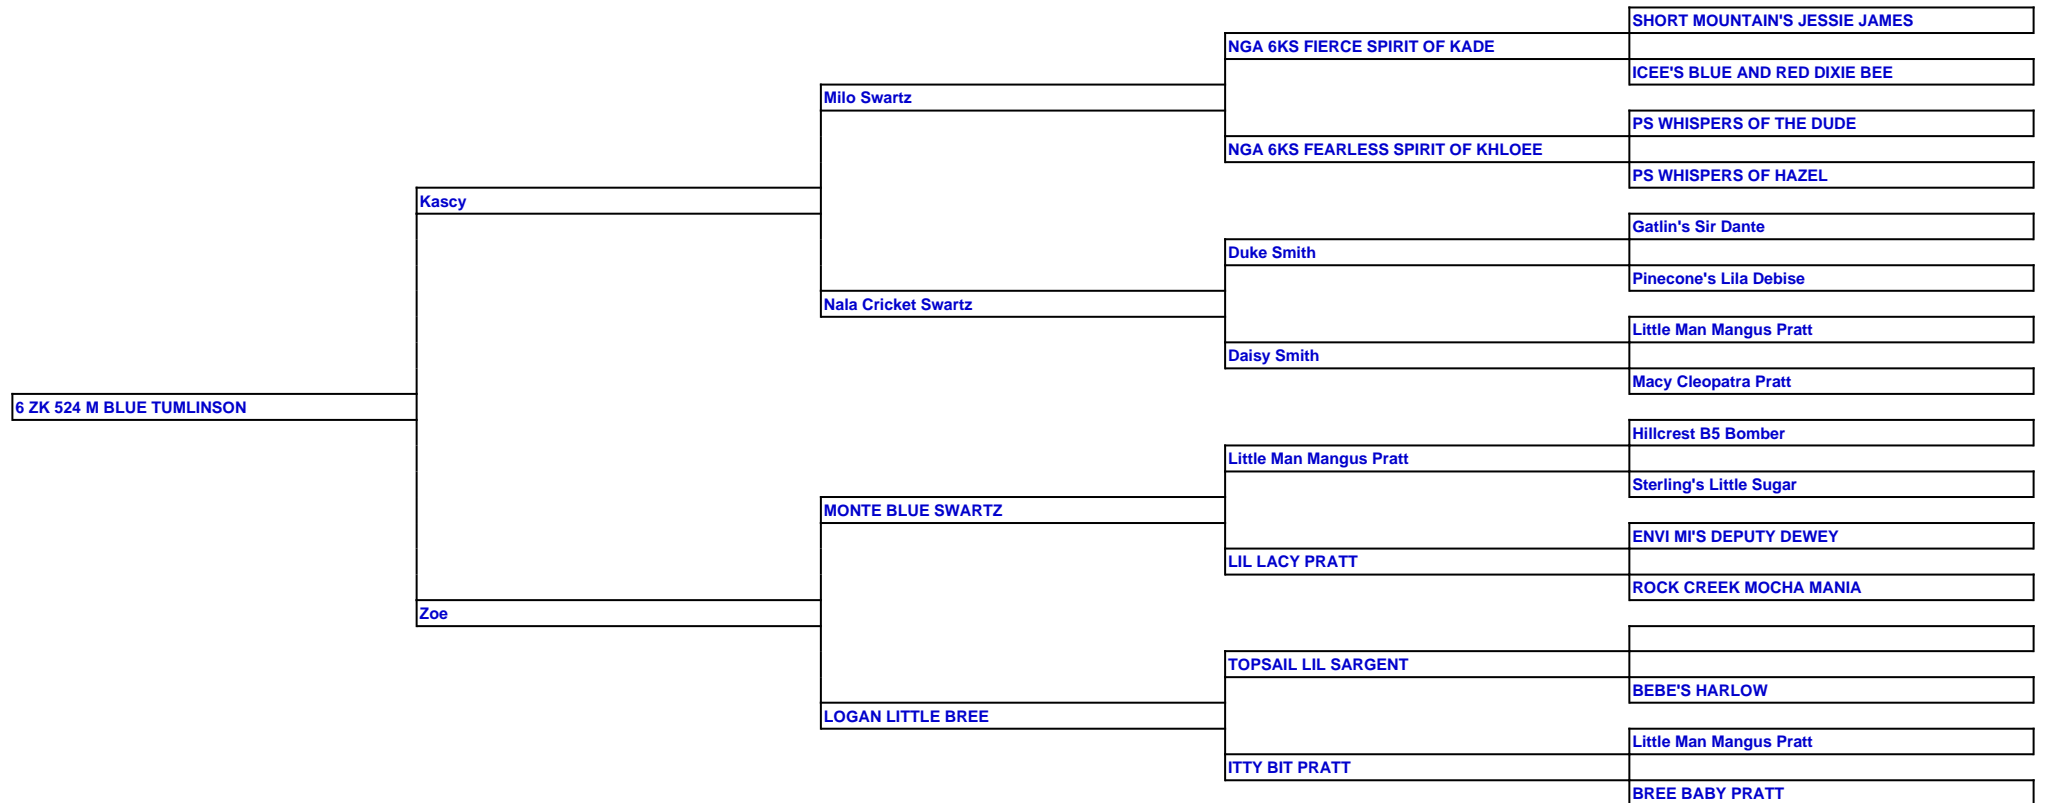 SHORT MOUNTAIN'S JESSIE JAMES
NGA 6KS FIERCE SPIRIT OF KADE
ICEE'S BLUE AND RED DIXIE BEE
Milo Swartz
PS WHISPERS OF THE DUDE
NGA 6KS FEARLESS SPIRIT OF KHLOEE
PS WHISPERS OF HAZEL
Kascy
Gatlin's Sir Dante
Duke Smith
Pinecone's Lila Debise
Nala Cricket Swartz
Little Man Mangus Pratt
Daisy Smith
Macy Cleopatra Pratt
6 ZK 524 M BLUE TUMLINSON
Hillcrest B5 Bomber
Little Man Mangus Pratt
Sterling's Little Sugar
MONTE BLUE SWARTZ
ENVI MI'S DEPUTY DEWEY
LIL LACY PRATT
ROCK CREEK MOCHA MANIA
Zoe
TOPSAIL LIL SARGENT
BEBE'S HARLOW
LOGAN LITTLE BREE
Little Man Mangus Pratt
ITTY BIT PRATT
BREE BABY PRATT